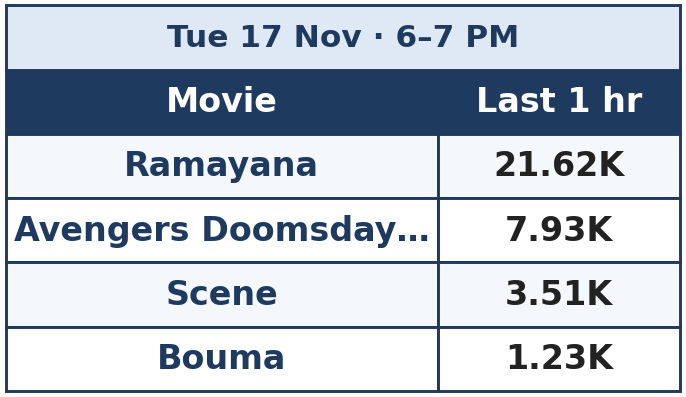 Tue 17 Nov · 6–7 PM
Movie Last 1 hr
Ramayana 21.62K
Avengers Doomsday... 7.93K
Scene 3.51K
Bouma 1.23K